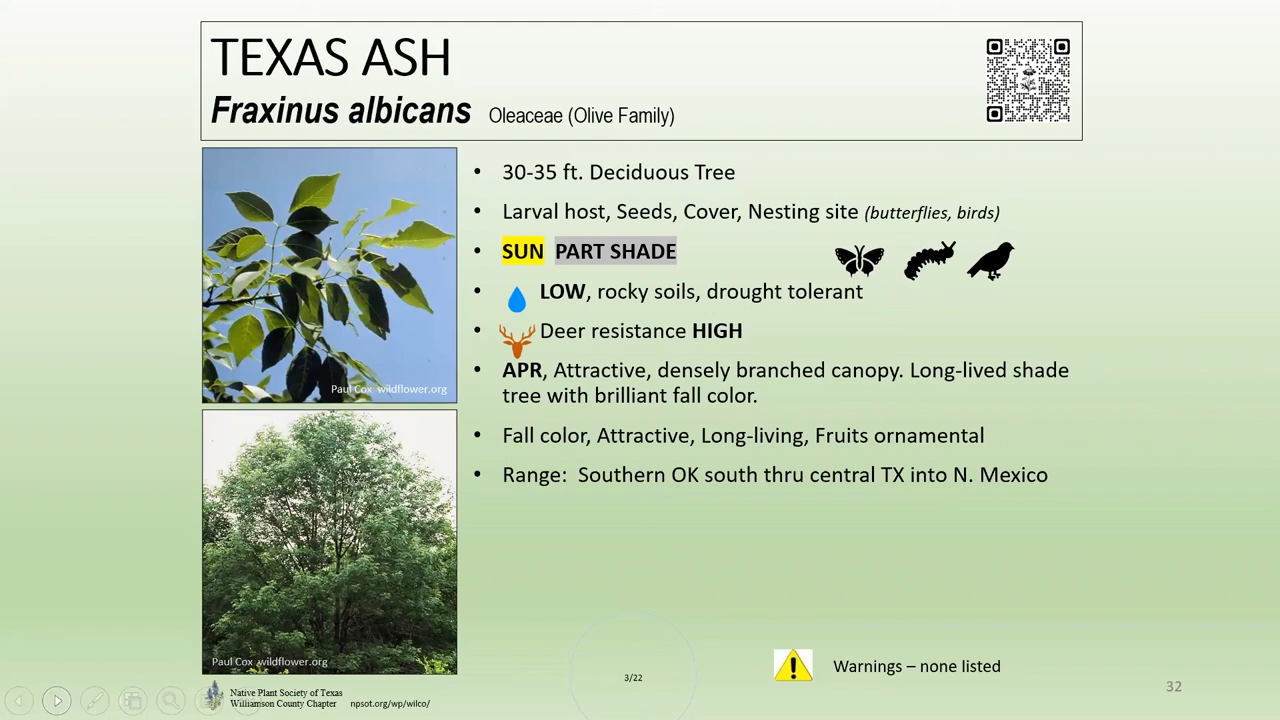 TEXAS ASH
Fraxinus albicans Oleaceae (Olive Family)
• 30-35 ft. Deciduous Tree
• Larval host, Seeds, Cover, Nesting site (butterflies, birds)
• SUN PART SHADE
• LOW, rocky soils, drought tolerant
• Deer resistance HIGH
• APR, Attractive, densely branched canopy. Long-lived shade
tree with brilliant fall color.
• Fall color, Attractive, Long-living, Fruits ornamental
• Range: Southern OK south thru central TX into N. Mexico
Paul Cox wildflower.org
Paul Cox wildflower.org
Warnings – none listed
3/22
32
Native Plant Society of Texas
Williamson County Chapter npsot.org/wp/wilco/